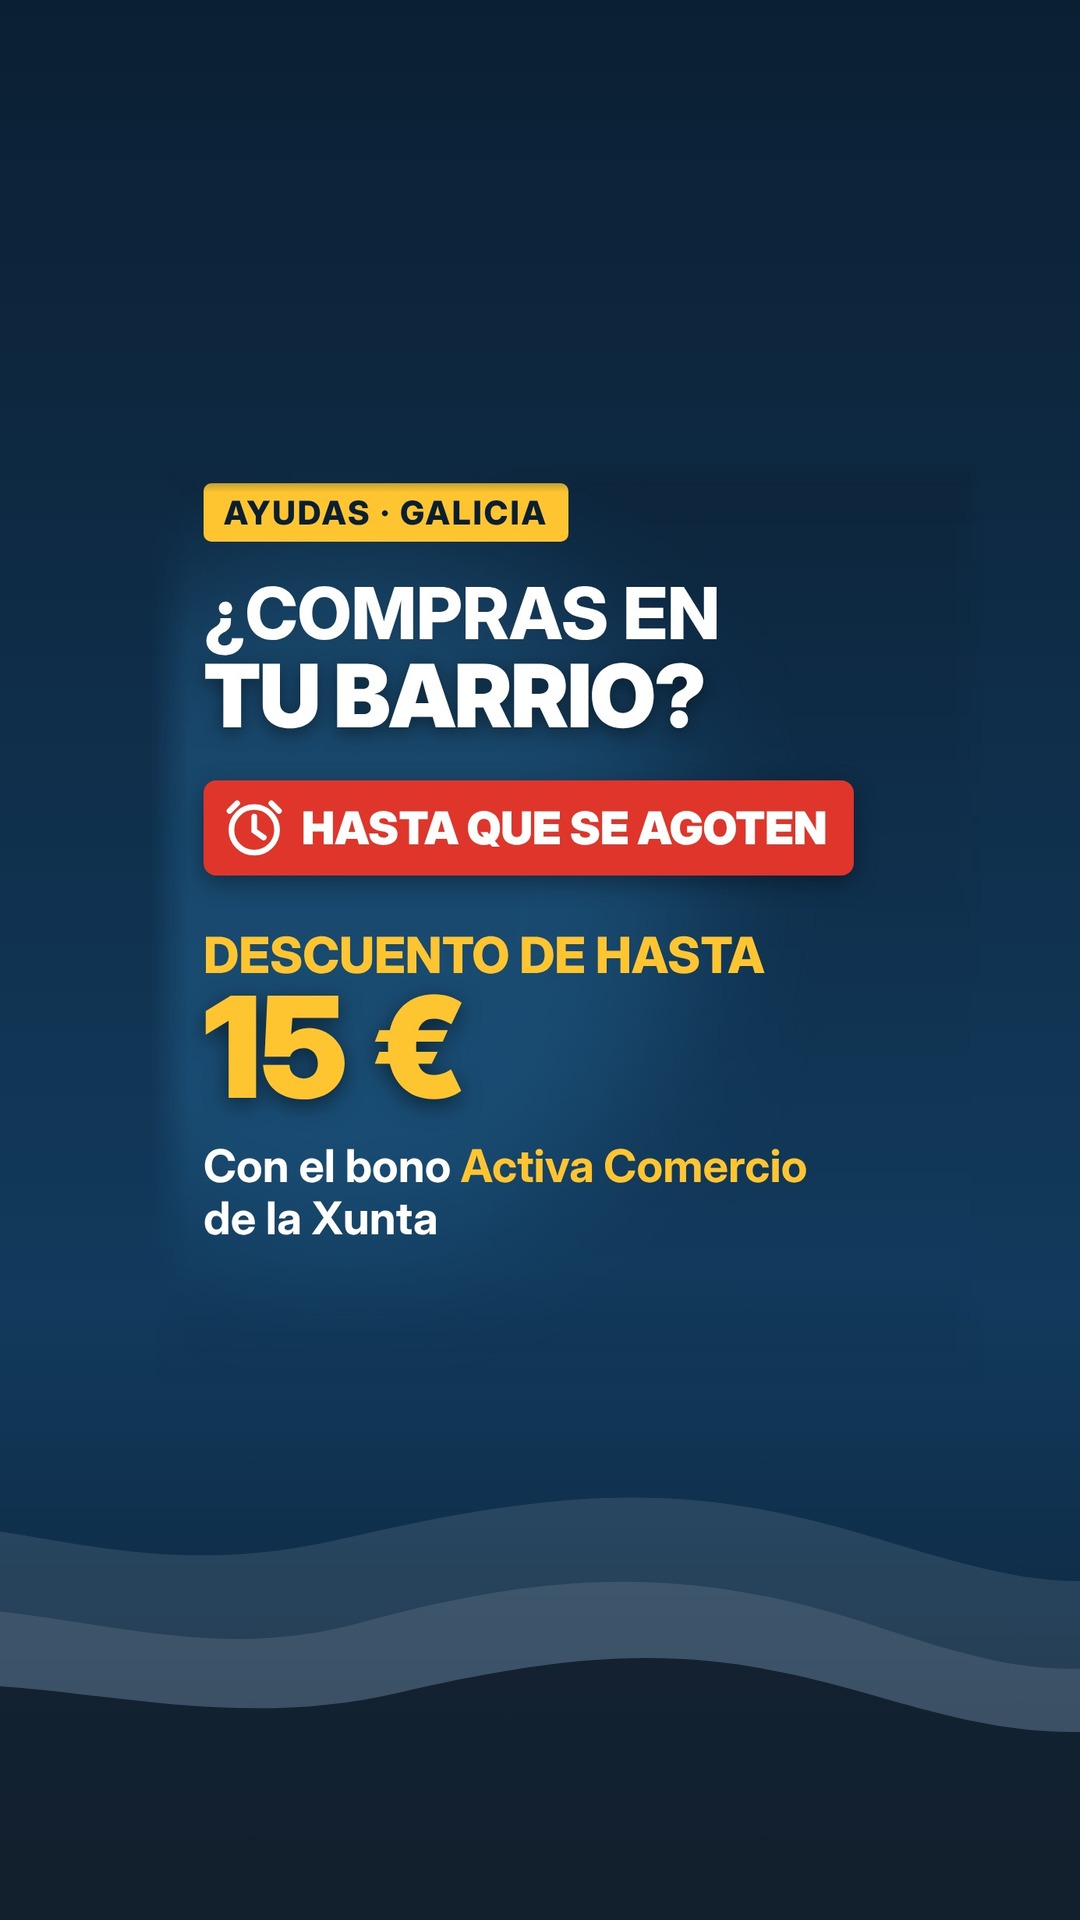 AYUDAS · GALICIA
¿COMPRAS EN
TU BARRIO?
HASTA QUE SE AGOTEN
DESCUENTO DE HASTA
15 €
Con el bono Activa Comercio
de la Xunta